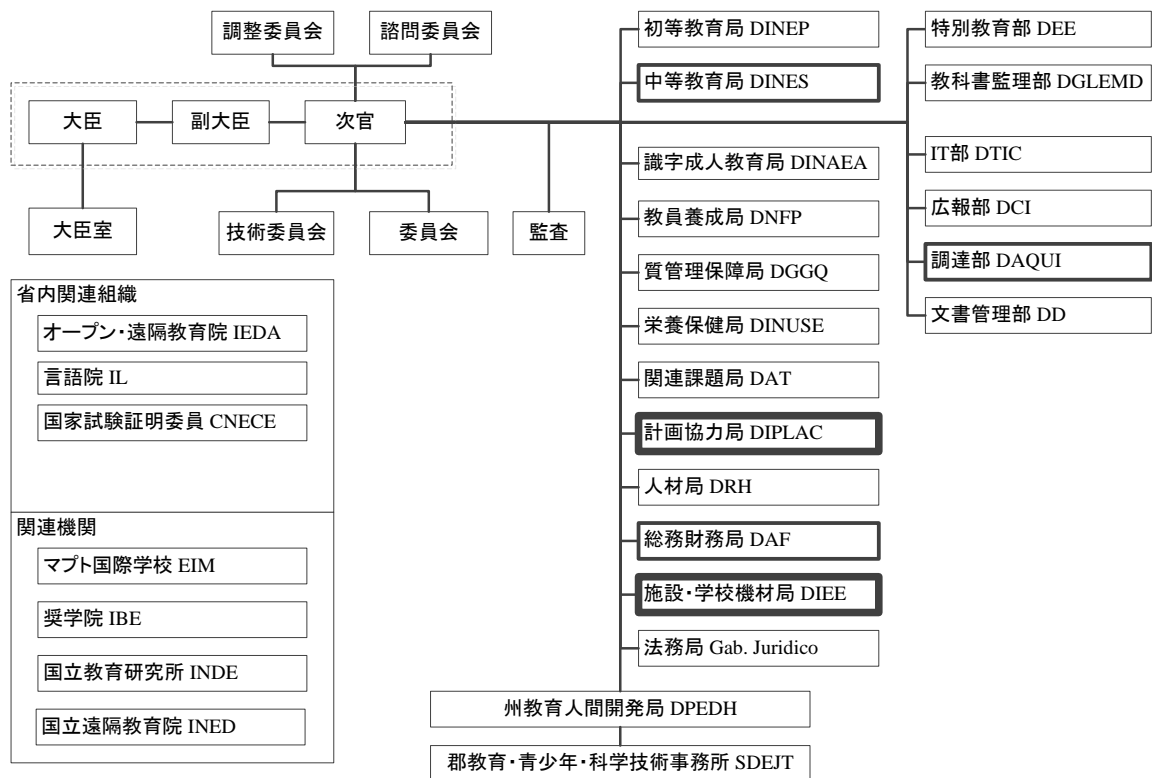 調整委員会
諮問委員会
大臣
副大臣
次官
大臣室
技術委員会
委員会
監査
初等教育局 DINEP
中等教育局 DINES
識字成人教育局 DINAEA
教員養成局 DNFP
質管理保障局 DGGQ
栄養保健局 DINUSE
関連課題局 DAT
計画協力局 DIPLAC
人材局 DRH
総務財務局 DAF
施設・学校機材局 DIEE
法務局 Gab. Juridico
特別教育部 DEE
教科書監理部 DGLEMD
IT部 DTIC
広報部 DCI
調達部 DAQUI
文書管理部 DD
省内関連組織
オープン・遠隔教育院 IEDA
言語院 IL
国家試験証明委員 CNECE
関連機関
マプト国際学校 EIM
奨学院 IBE
国立教育研究所 INDE
国立遠隔教育院 INED
州教育人間開発局 DPEDH
郡教育・青少年・科学技術事務所 SDEJT